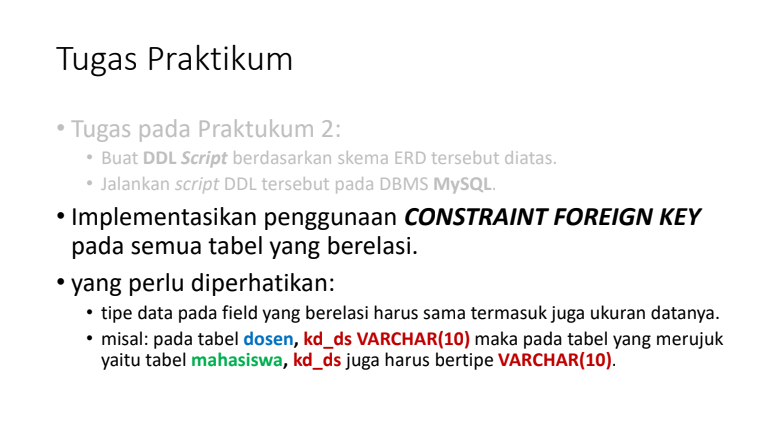 Tugas Praktikum
• Tugas pada Praktukum 2:
• Buat DDL Script berdasarkan skema ERD tersebut diatas.
• Jalankan script DDL tersebut pada DBMS MySQL.
• Implementasikan penggunaan CONSTRAINT FOREIGN KEY
pada semua tabel yang berelasi.
• yang perlu diperhatikan:
• tipe data pada field yang berelasi harus sama termasuk juga ukuran datanya.
• misal: pada tabel dosen, kd_ds VARCHAR(10) maka pada tabel yang merujuk
yaitu tabel mahasiswa, kd_ds juga harus bertipe VARCHAR(10).